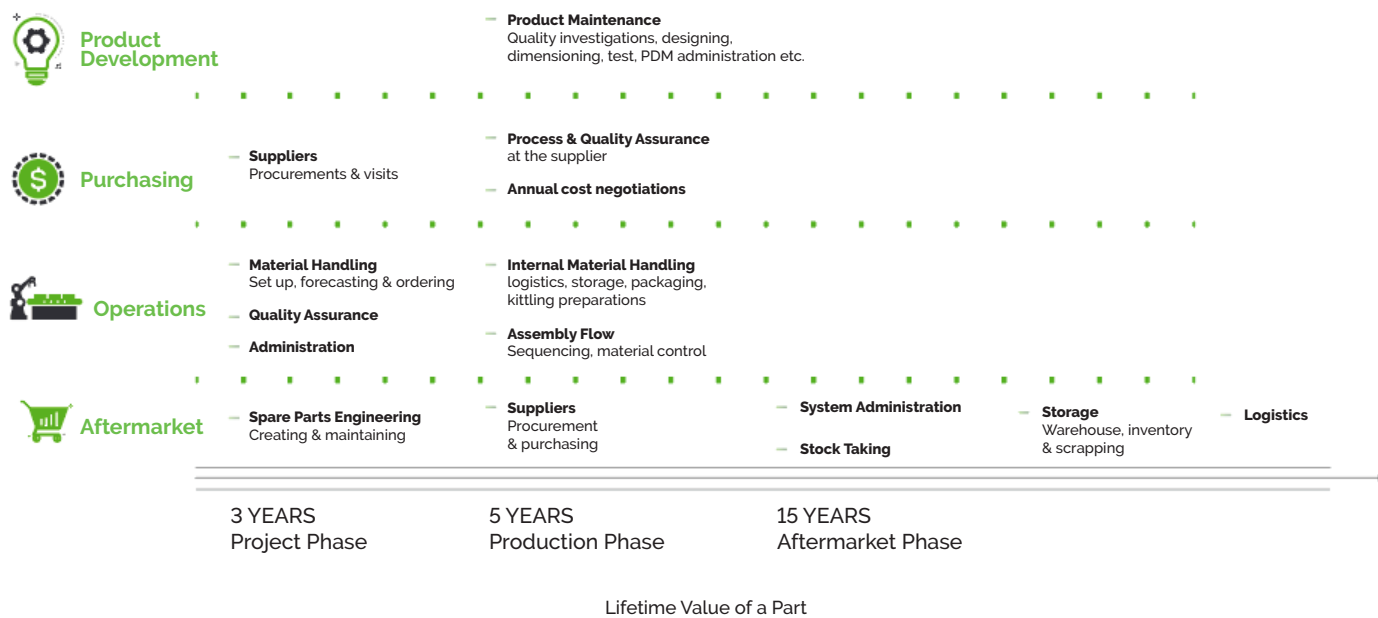 Product
Development
Product Maintenance
Quality investigations, designing,
dimensioning, test, PDM administration etc.
Purchasing
Suppliers
Procurements & visits
Process & Quality Assurance
at the supplier
Annual cost negotiations
Operations
Material Handling
Set up, forecasting & ordering
Quality Assurance
Administration
Internal Material Handling
logistics, storage, packaging,
kittling preparations
Assembly Flow
Sequencing, material control
Aftermarket
Spare Parts Engineering
Creating & maintaining
Suppliers
Procurement
& purchasing
System Administration
Stock Taking
Storage
Warehouse, inventory
& scrapping
Logistics
3 YEARS
Project Phase
5 YEARS
Production Phase
15 YEARS
Aftermarket Phase
Lifetime Value of a Part